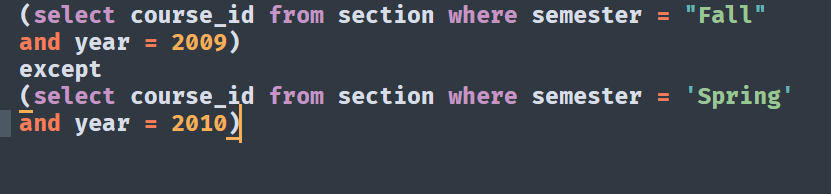 (select course_id from section where semester = "Fall"
and year = 2009)
except
(select course_id from section where semester = 'Spring'
and year = 2010)